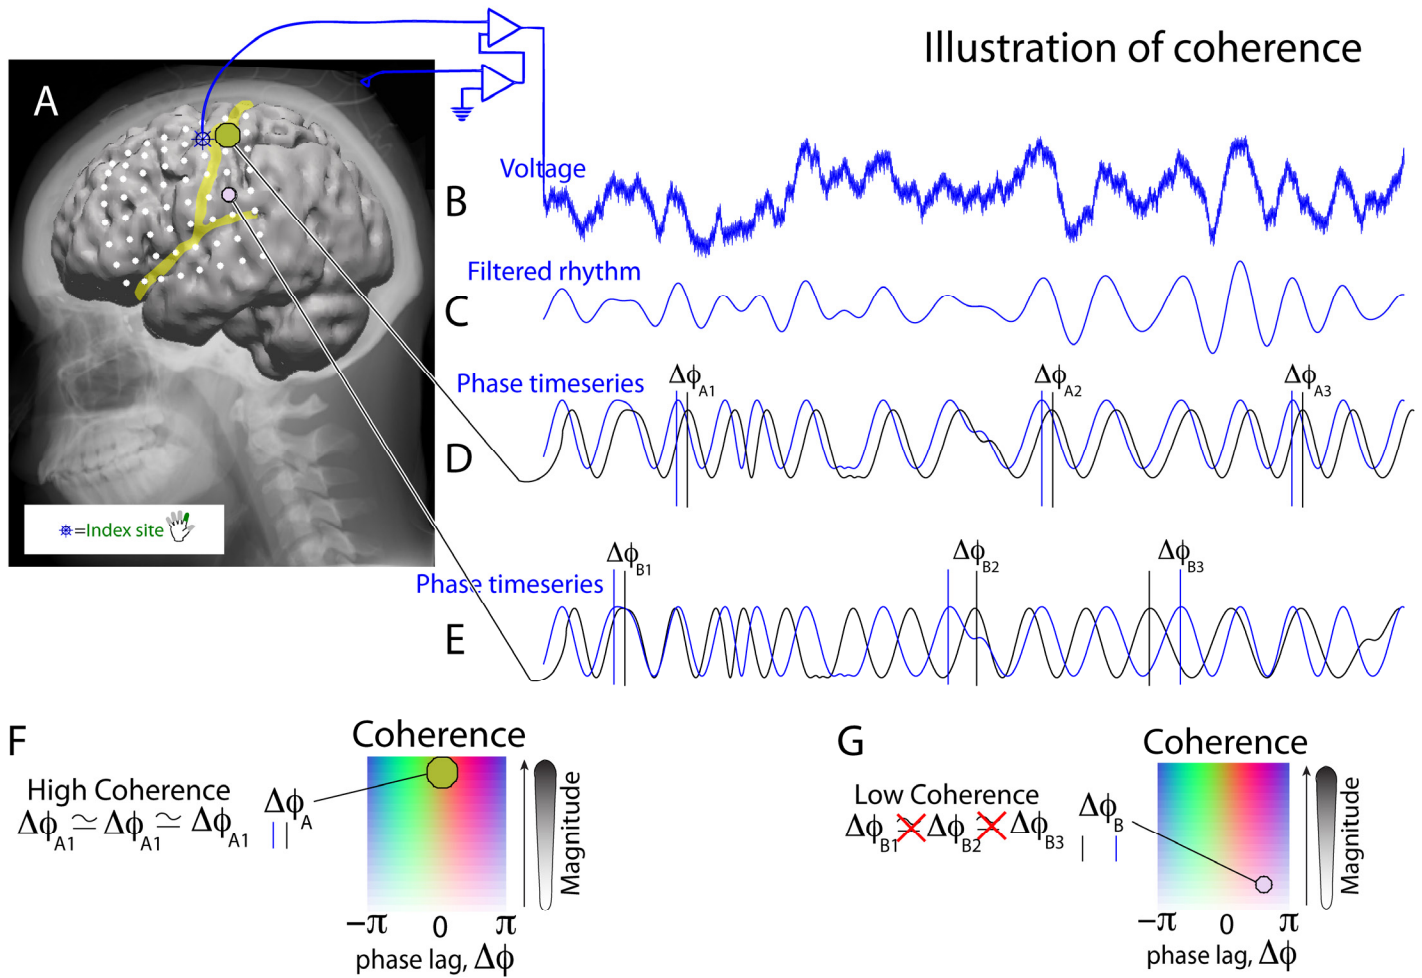 Illustration of coherence
A
Voltage
B
Filtered rhythm
C
Phase timeseries
ΔϕA1
ΔϕA2
ΔϕA3
D
=Index site
Phase timeseries
ΔϕB1
ΔϕB2
ΔϕB3
E
F
High Coherence
ΔϕA1 ≃ ΔϕA1 ≃ ΔϕA1
ΔϕA
Coherence
Magnitude
−π 0 π
phase lag, Δϕ
G
Low Coherence
ΔϕB1 ≃ ΔϕB2 ≃ ΔϕB3
ΔϕB
Coherence
Magnitude
−π 0 π
phase lag, Δϕ